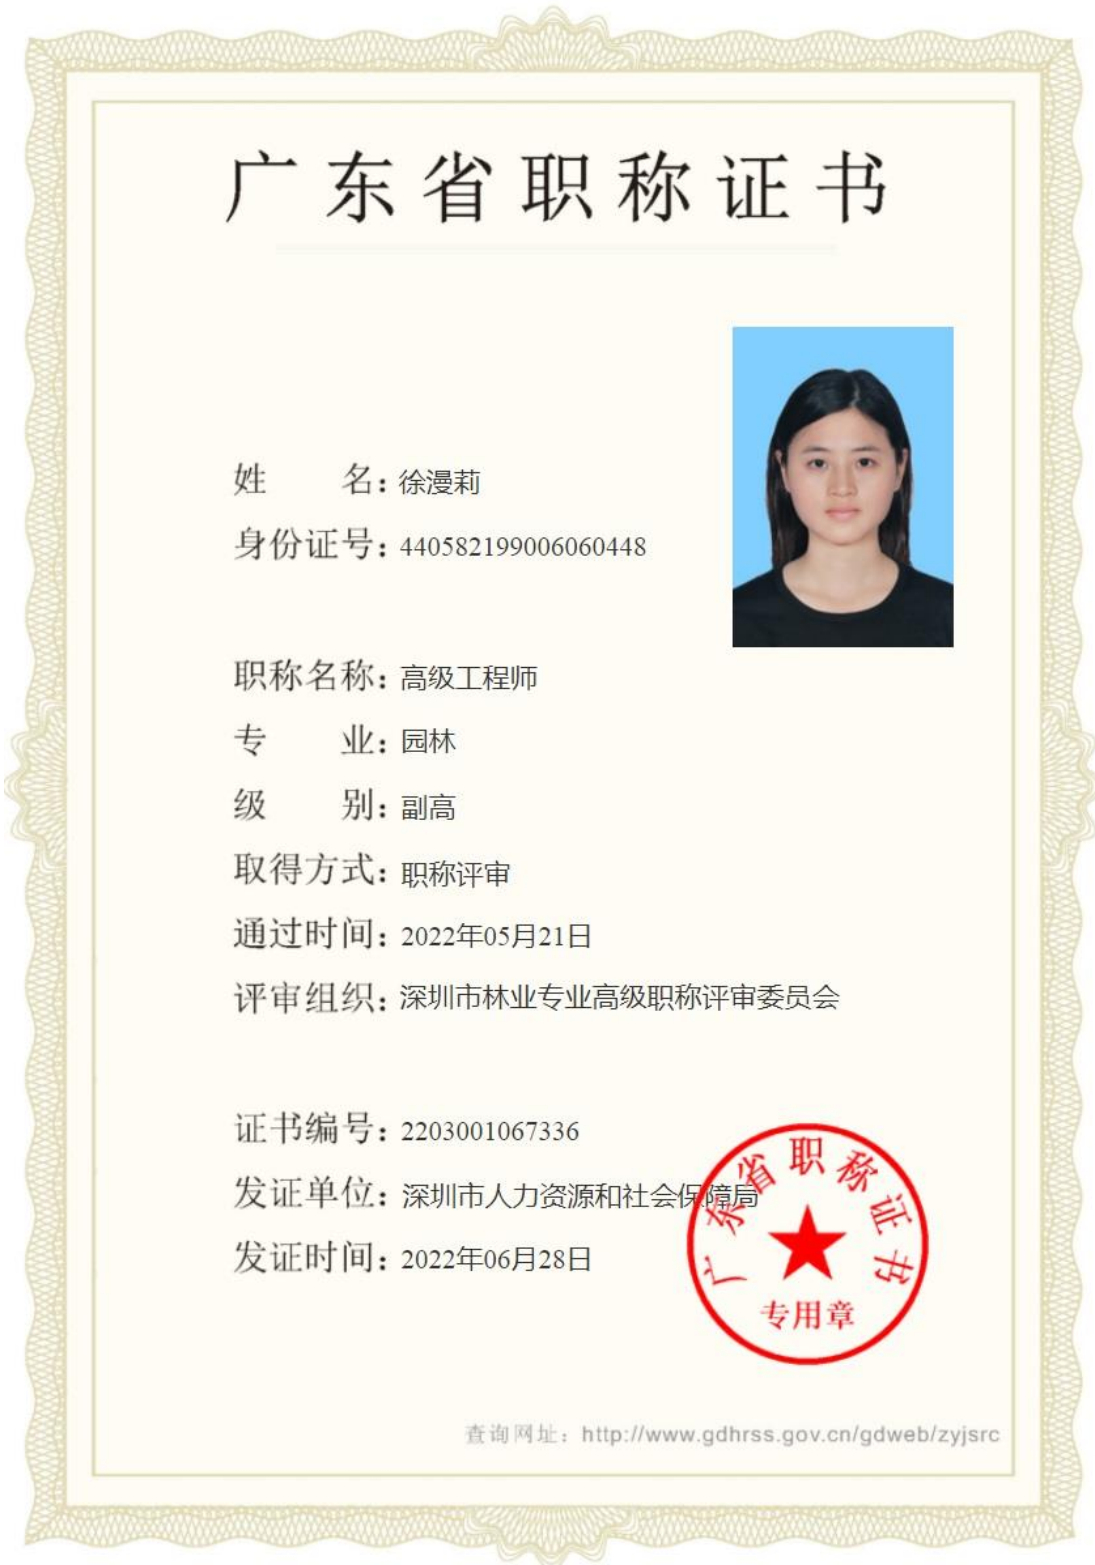 广东省职称证书
姓名：徐漫莉
身份证号：440582199006060448
职称名称：高级工程师
专业：园林
级别：副高
取得方式：职称评审
通过时间：2022年05月21日
评审组织：深圳市林业专业高级职称评审委员会
证书编号：2203001067336
发证单位：深圳市人力资源和社会保障局
发证时间：2022年06月28日
广东省职称证书
专用章
查询网址：http://www.gdhrss.gov.cn/gdweb/zyjsrc